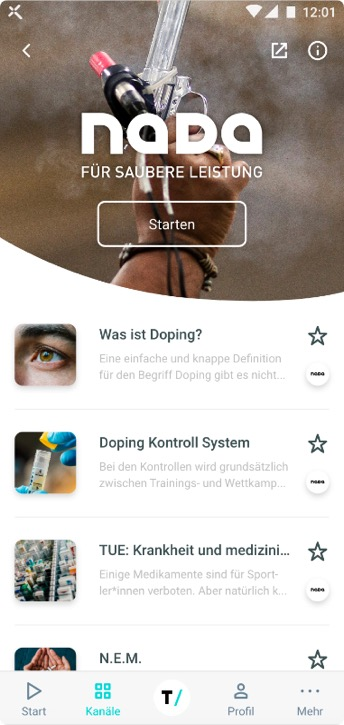 12:01
naDa
FÜR SAUBERE LEISTUNG
Starten
Was ist Doping?
Eine einfache und knappe Definition
für den Begriff Doping gibt es nicht...
naDa
Doping Kontroll System
Bei den Kontrollen wird grundsätzlich
zwischen Trainings- und Wettkamp...
naDa
TUE: Krankheit und medizini...
Einige Medikamente sind für Sport-
ler*innen verboten. Aber natürlich k...
naDa
N.E.M.
T/
Start
Kanäle
Profil
Mehr